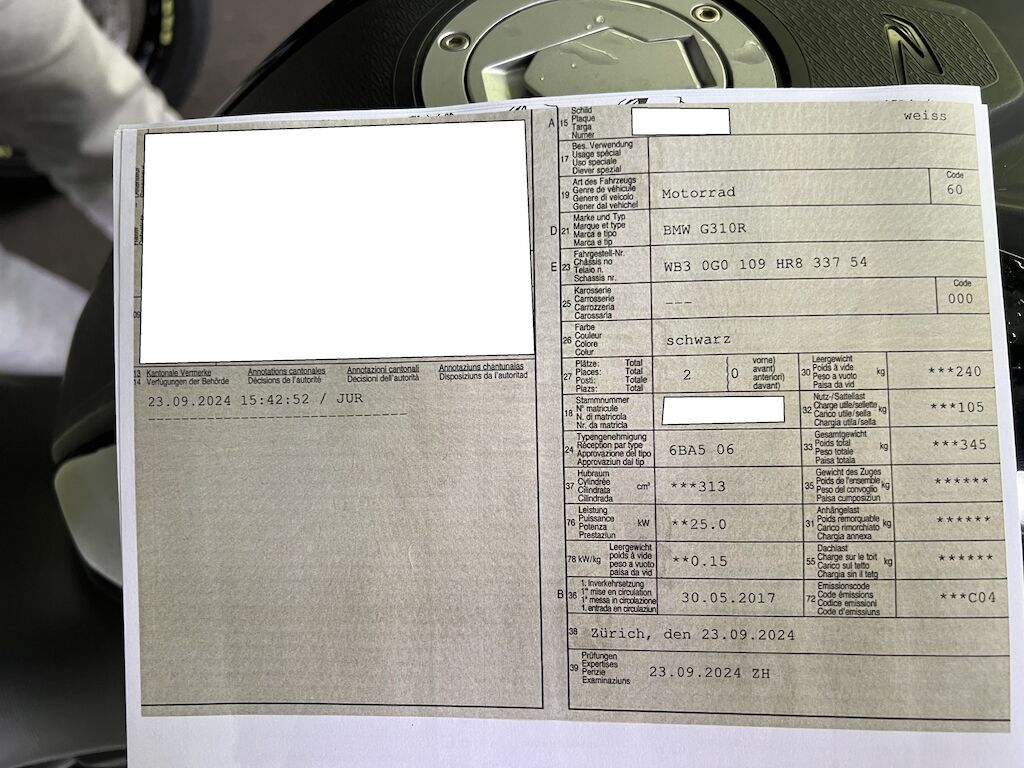 13 Kantonale Vermerke Annotations cantonales Annotazioni cantonali Annotaziuns chantunalas
14 Verfügungen der Behörde Décisions de l'autorité Decisioni dell'autorità Disposiziuns da l'autoritad
23.09.2024 15:42:52 / JUR
A 15 Schild
Plaque
Targa
Numer
weiss
17 Bes. Verwendung
Usage spécial
Uso speciale
Diever spezial
19 Art des Fahrzeugs
Genre de véhicule
Genere di veicolo
Gener dal vehichel
Motorrad
Code
60
D 21 Marke und Typ
Marque et type
Marca e tipo
Marca e tip
BMW G310R
E 23 Fahrgestell-Nr.
Châssis no
Telaio n.
Schassis nr.
WB3 0G0 109 HR8 337 54
25 Karosserie
Carrosserie
Carrozzeria
Carossaria
---
Code
000
26 Farbe
Couleur
Colore
Colur
schwarz
27 Plätze: Total
Places: Total
Posti: Totale
Plazs: Total
2 0 vorne)
avant)
anteriori)
davant)
30 Leergewicht
Poids à vide
Peso a vuoto
Paisa da vid
kg
***240
18 Stammnummer
N° matricule
N. di matricola
Nr. da matricla
32 Nutz-/Sattellast
Charge utile/sellette
Carico utile/sella
Chargia utila/sella
kg
***105
24 Typengenehmigung
Réception par type
Approvazione del tipo
Approvaziun dal tip
6BA5 06
33 Gesamtgewicht
Poids total
Peso totale
Paisa totala
kg
***345
37 Hubraum
Cylindrée
Cilindrata
Cilindrada
cm³
***313
35 Gewicht des Zuges
Poids de l'ensemble
Peso del convoglio
Paisa cumposiziun
kg
******
76 Leistung
Puissance
Potenza
Prestaziun
kW
**25.0
31 Anhängelast
Poids remorquable
Carico rimorchiato
Chargia annexa
kg
******
78 kW/kg Leergewicht
poids à vide
peso a vuoto
paisa da vid
**0.15
55 Dachlast
Charge sur le toit
Carico sul tetto
Chargia sin il tetg
kg
******
B 36 1. Inverkehrsetzung
1re mise en circulation
1a messa in circolazione
1. entrada en circulaziun
30.05.2017
72 Emissionscode
Code émissions
Codice emissioni
Code d'emissiuns
***C04
38 Zürich, den 23.09.2024
39 Prüfungen
Expertises
Perizie
Examinaziuns
23.09.2024 ZH